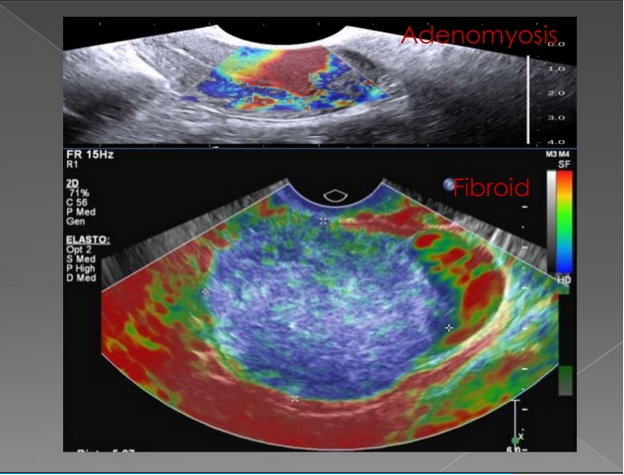 Adenomyosis
0.0
1.0
2.0
3.0
4.0
FR 15Hz
R1
M3 M4
SF
2D
71%
C 56
P Med
Gen
Fibroid
ELASTO:
Opt 2
S Med
P High
D Med
HD
x